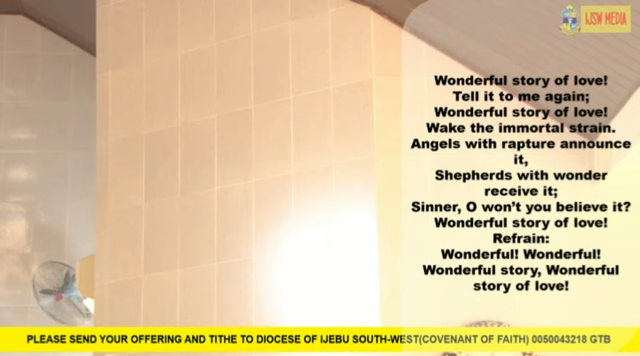 IJSW MEDIA
Wonderful story of love!
Tell it to me again;
Wonderful story of love!
Wake the immortal strain.
Angels with rapture announce
it,
Shepherds with wonder
receive it;
Sinner, O won't you believe it?
Wonderful story of love!
Refrain:
Wonderful! Wonderful!
Wonderful story, Wonderful
story of love!
PLEASE SEND YOUR OFFERING AND TITHE TO DIOCESE OF IJEBU SOUTH-WEST(COVENANT OF FAITH) 0050043218 GTB